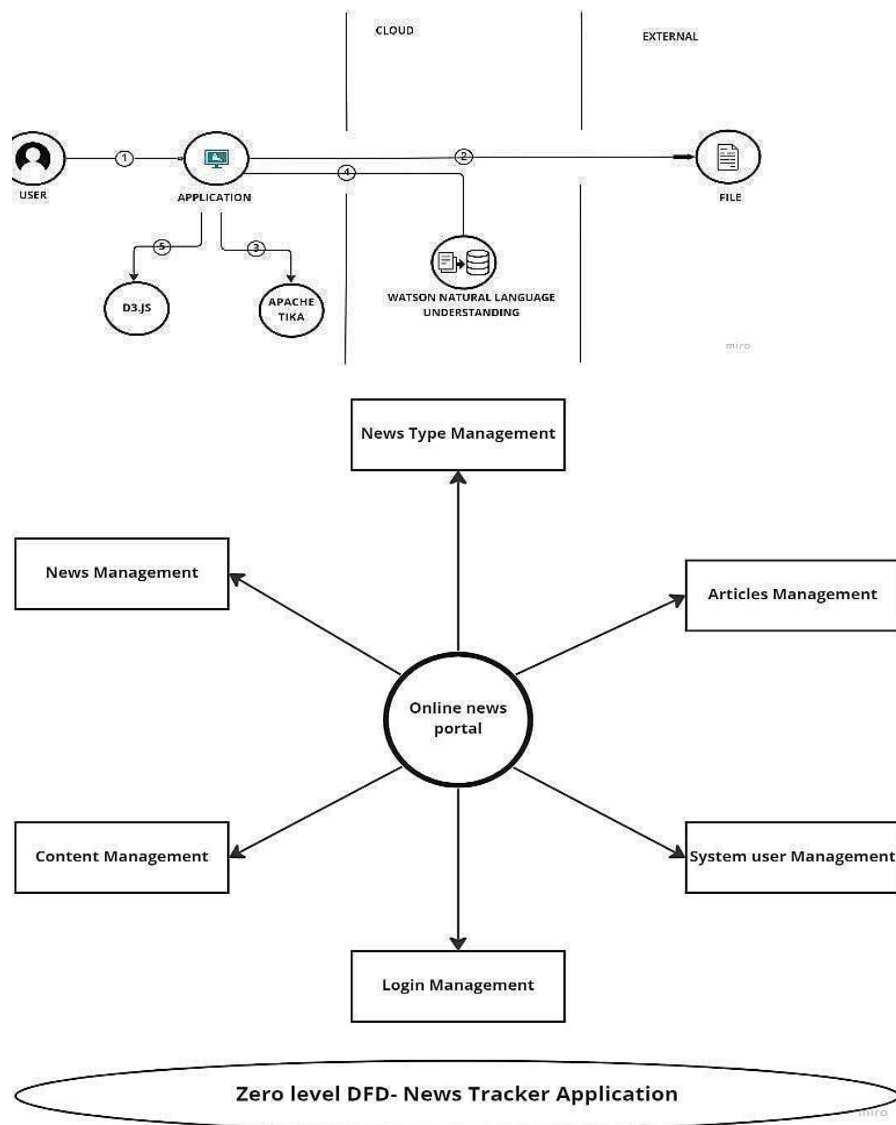 CLOUD
EXTERNAL
1
2
4
USER
APPLICATION
FILE
5
3
D3.JS
APACHE
TIKA
WATSON NATURAL LANGUAGE
UNDERSTANDING
miro
News Type Management
News Management
Articles Management
Online news
portal
Content Management
System user Management
Login Management
Zero level DFD- News Tracker Application
miro